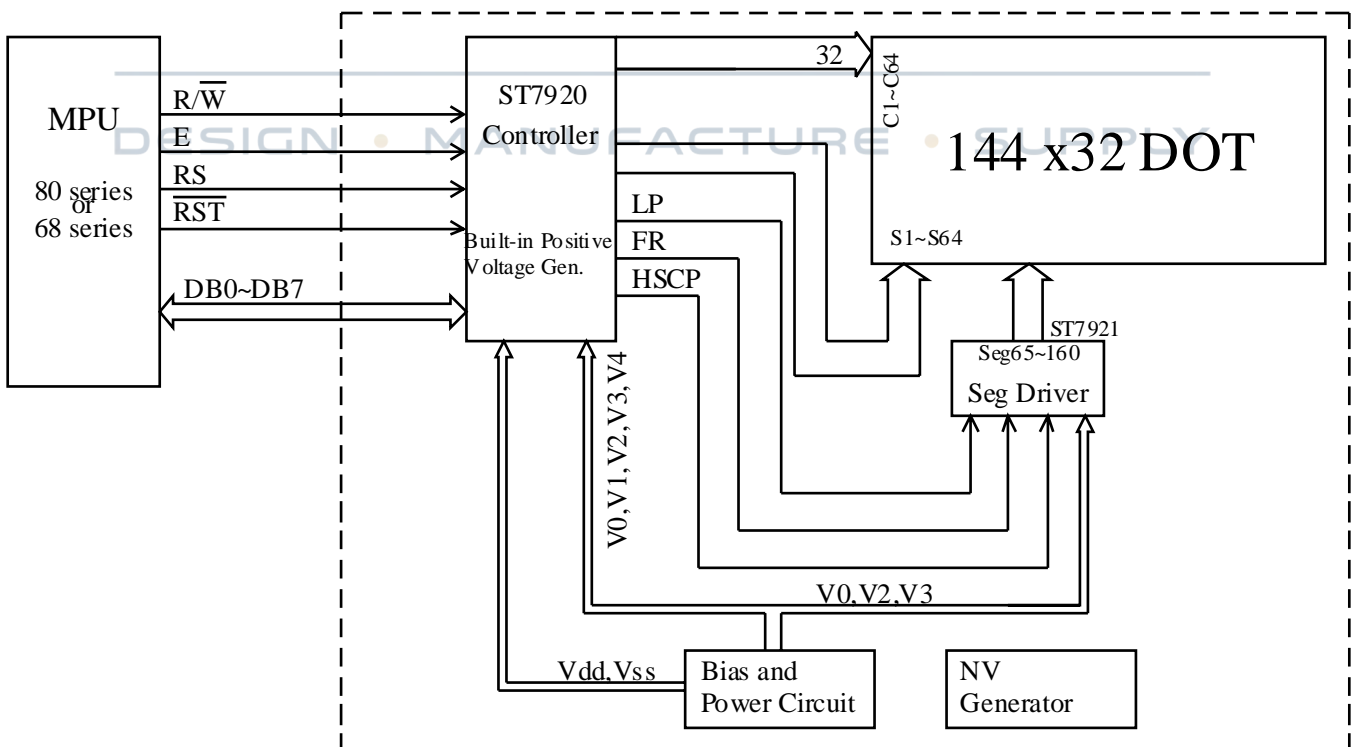 MPU
80 series
or
68 series
R/W̅
E
RS
R̅S̅T̅
DB0~DB7
ST7920
Controller
Built-in Positive
Voltage Gen.
32
C1~C64
144 x32 DOT
S1~S64
LP
FR
HSCP
ST7921
Seg65~160
Seg Driver
V0,V1,V2,V3,V4
V0,V2,V3
Vdd,Vss
Bias and
Power Circuit
NV
Generator
DESIGN • MANUFACTURE • SUPPLY